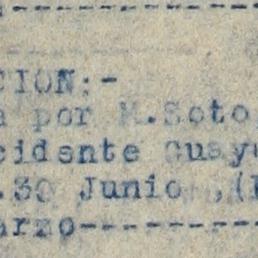 CION:-
a por M.Soto
cidente Guay
.30 Junio ,(
arzo-----------